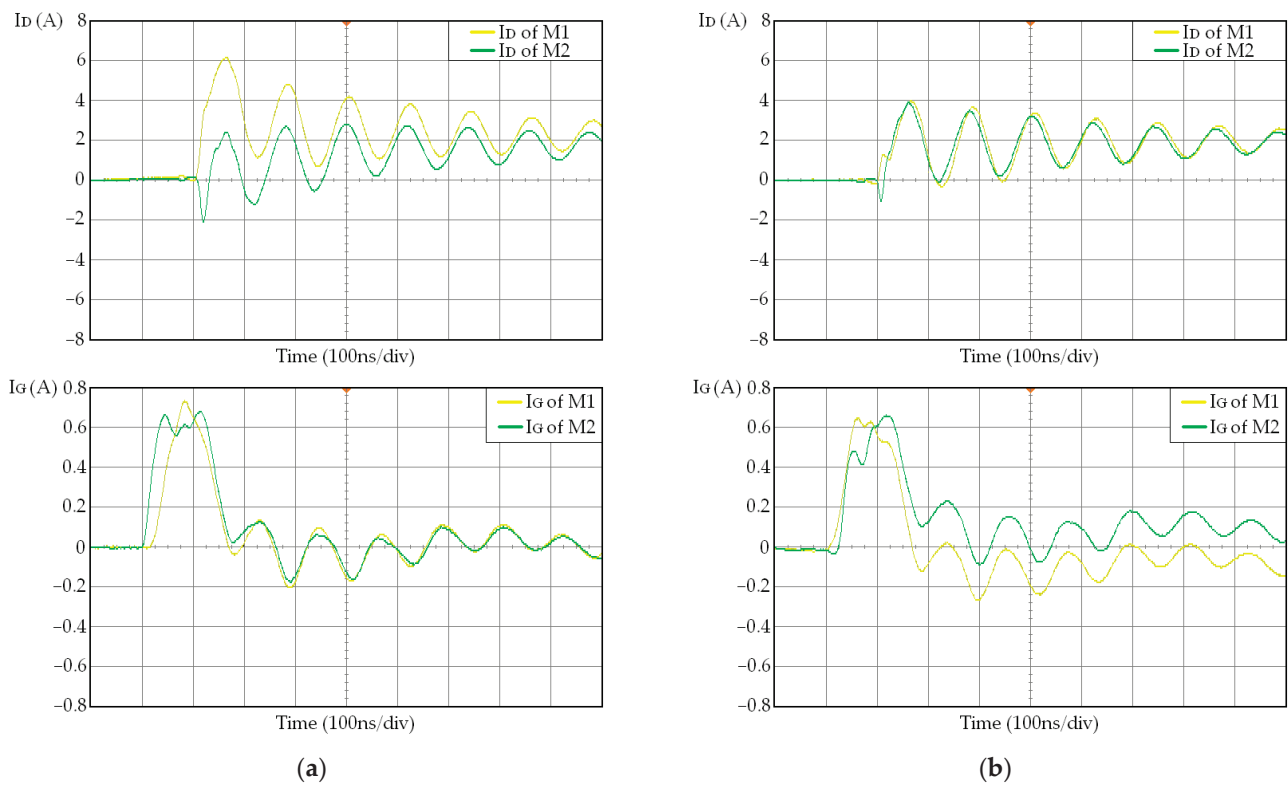 ID (A)
8
6
4
2
0
−2
−4
−6
−8
ID of M1
ID of M2
Time (100ns/div)
ID (A)
8
6
4
2
0
−2
−4
−6
−8
ID of M1
ID of M2
Time (100ns/div)
IG (A)
0.8
0.6
0.4
0.2
0
−0.2
−0.4
−0.6
−0.8
IG of M1
IG of M2
Time (100ns/div)
IG (A)
0.8
0.6
0.4
0.2
0
−0.2
−0.4
−0.6
−0.8
IG of M1
IG of M2
Time (100ns/div)
(a)
(b)